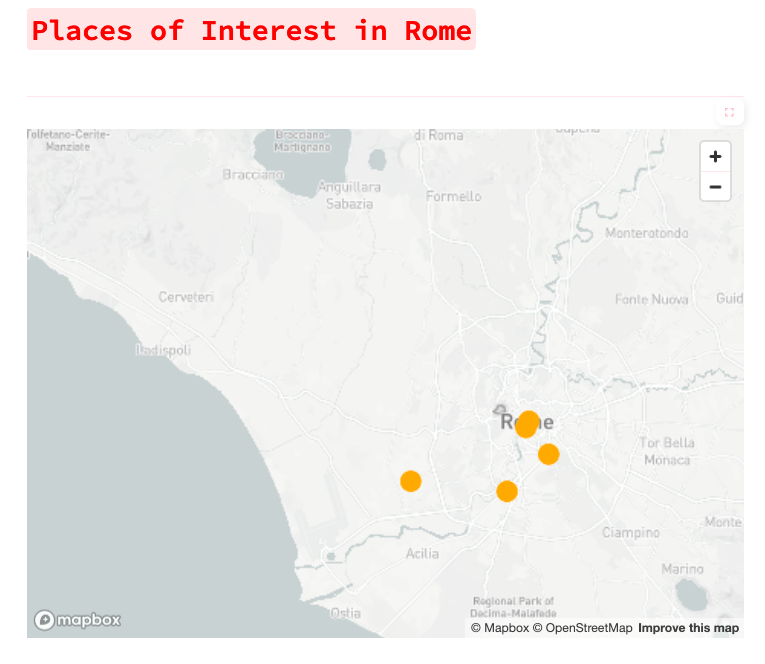 Places of Interest in Rome
Tolfetano-Cerite-
Manziate
Bracciano-
Martignano
di Roma
Bracciano
Anguillara
Sabazia
Formello
Monterotondo
Cerveteri
Fonte Nuova
Guid
Ladispoli
Rome
Tor Bella
Monaca
Ciampino
Monte
Acilia
Marino
Regional Park of
Decima-Malafede
Ostia
mapbox
© Mapbox © OpenStreetMap Improve this map